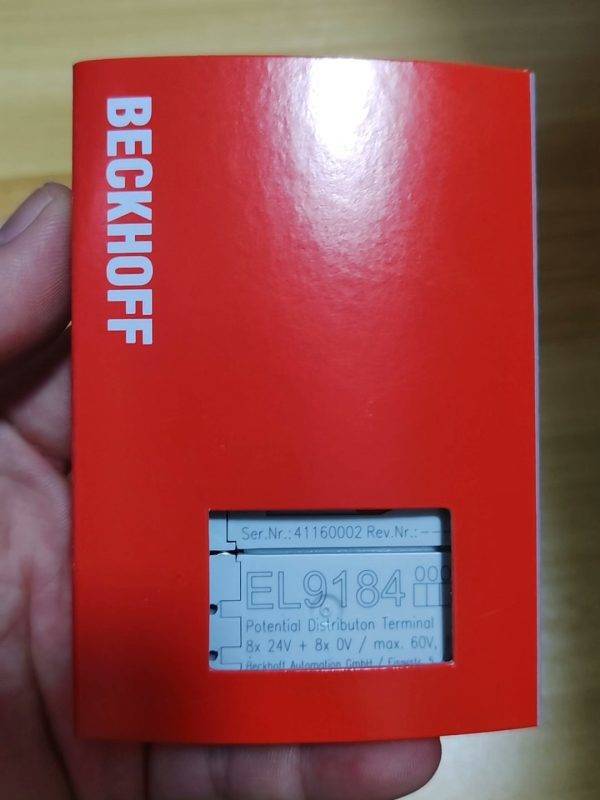 BECKHOFF
Ser.Nr.: 41160002 Rev.Nr.: --
EL9184 000
Potential Distributon Terminal
8x 24V + 8x 0V / max. 60V,
Beckhoff Automation GmbH /